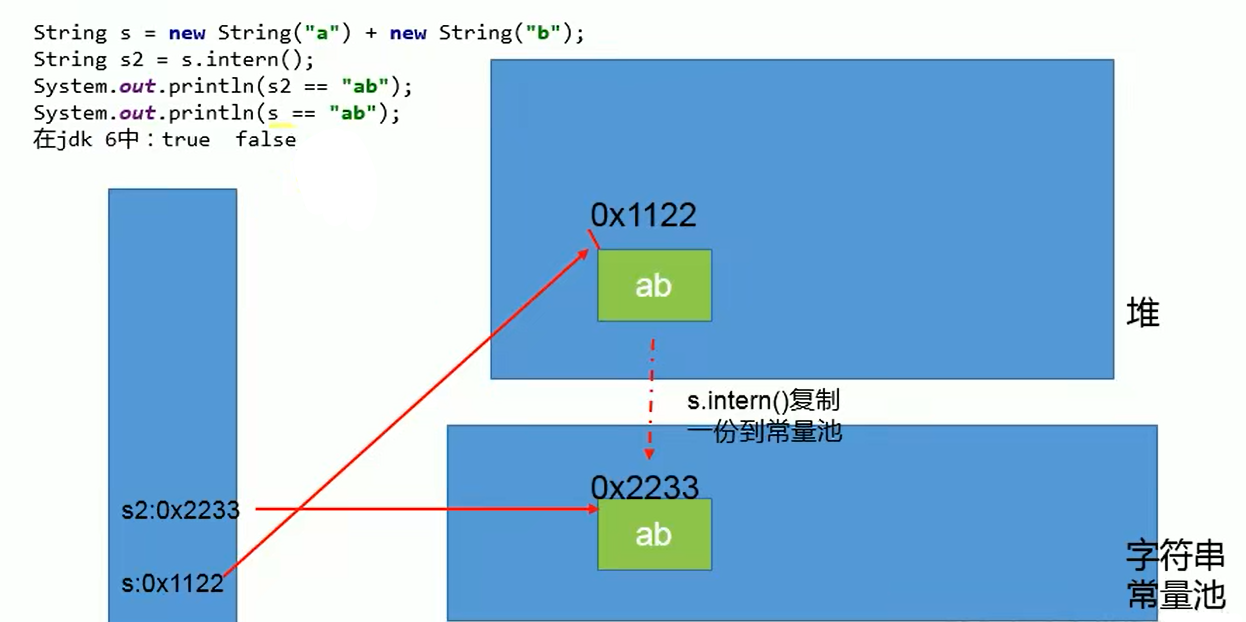 String s = new String("a") + new String("b");
String s2 = s.intern();
System.out.println(s2 == "ab");
System.out.println(s == "ab");
在jdk 6中：true  false
0x1122
ab
堆
s.intern()复制
一份到常量池
0x2233
ab
s2:0x2233
s:0x1122
字符串
常量池